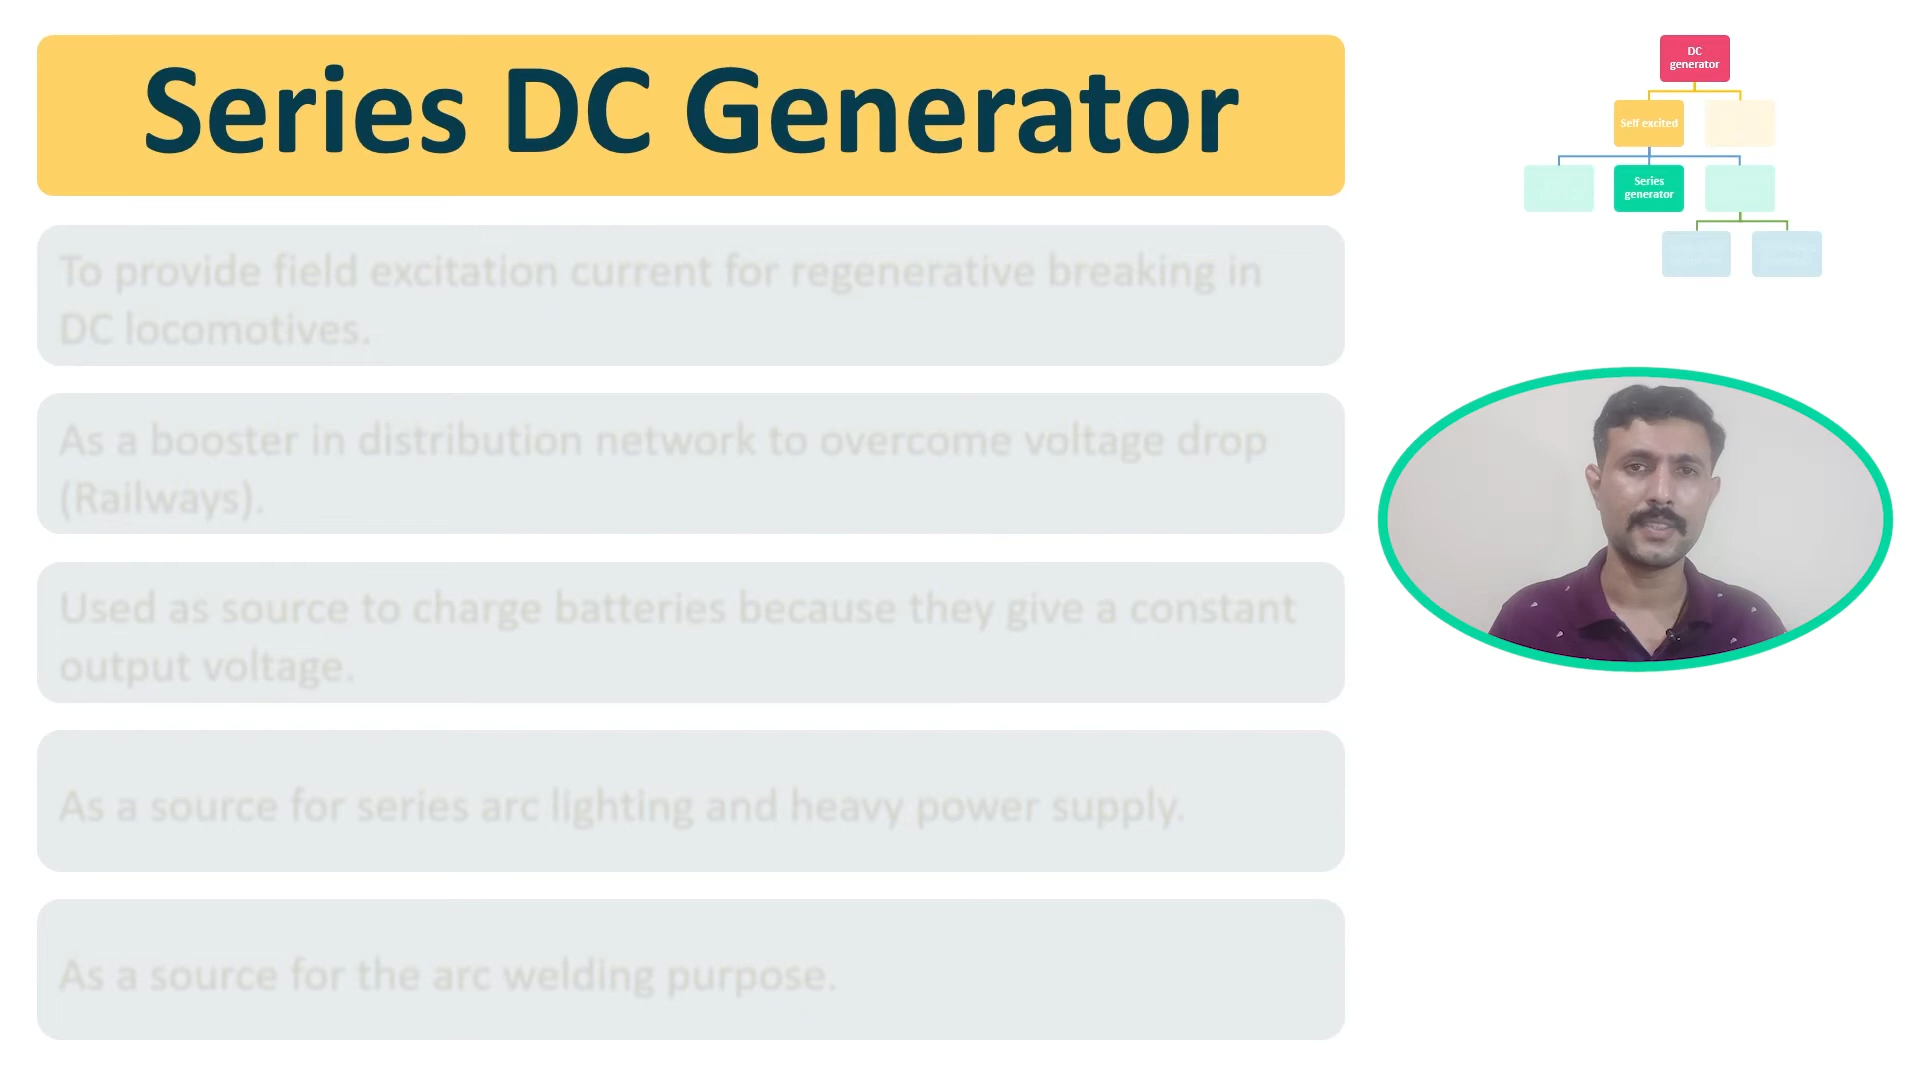 Series DC Generator
To provide field excitation current for regenerative breaking in
DC locomotives.
As a booster in distribution network to overcome voltage drop
(Railways).
Used as source to charge batteries because they give a constant
output voltage.
As a source for series arc lighting and heavy power supply.
As a source for the arc welding purpose.
DC
generator
Self excited
Series
generator